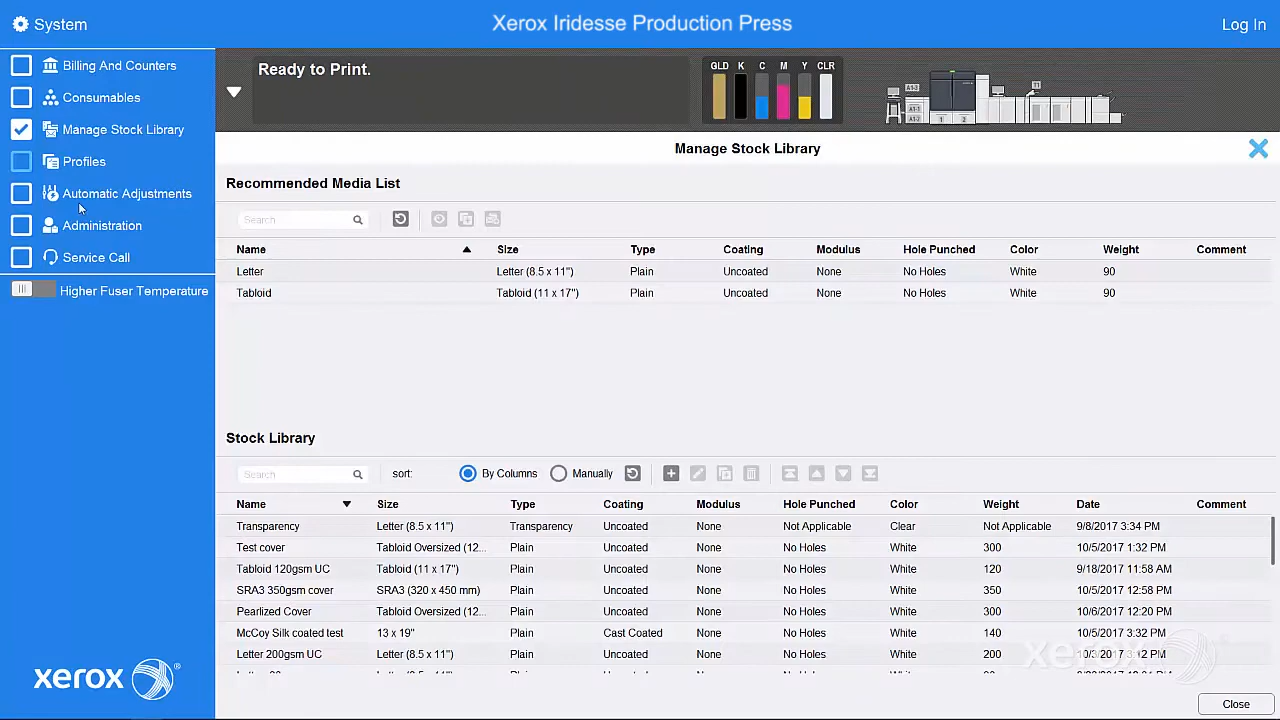 System
Xerox Iridesse Production Press
Log In
Billing And Counters
Consumables
Manage Stock Library
Profiles
Automatic Adjustments
Administration
Service Call
Higher Fuser Temperature
Ready to Print.
GLD K C M Y CLR
Manage Stock Library
Recommended Media List
Search
Name Size Type Coating Modulus Hole Punched Color Weight Comment
Letter Letter (8.5 x 11") Plain Uncoated None No Holes White 90
Tabloid Tabloid (11 x 17") Plain Uncoated None No Holes White 90
Stock Library
Search sort: By Columns Manually
Name Size Type Coating Modulus Hole Punched Color Weight Date Comment
Transparency Letter (8.5 x 11") Transparency Uncoated None Not Applicable Clear Not Applicable 9/8/2017 3:34 PM
Test cover Tabloid Oversized (12... Plain Uncoated None No Holes White 300 10/5/2017 1:32 PM
Tabloid 120gsm UC Tabloid (11 x 17") Plain Uncoated None No Holes White 120 9/18/2017 11:58 AM
SRA3 350gsm cover SRA3 (320 x 450 mm) Plain Uncoated None No Holes White 350 10/5/2017 12:58 PM
Pearlized Cover Tabloid Oversized (12... Plain Uncoated None No Holes White 300 10/6/2017 12:20 PM
McCoy Silk coated test 13 x 19" Plain Cast Coated None No Holes White 140 10/5/2017 3:32 PM
Letter 200gsm UC Letter (8.5 x 11") Plain Uncoated None No Holes White 200 10/3/2017 3:12 PM
xerox
xerox
Close